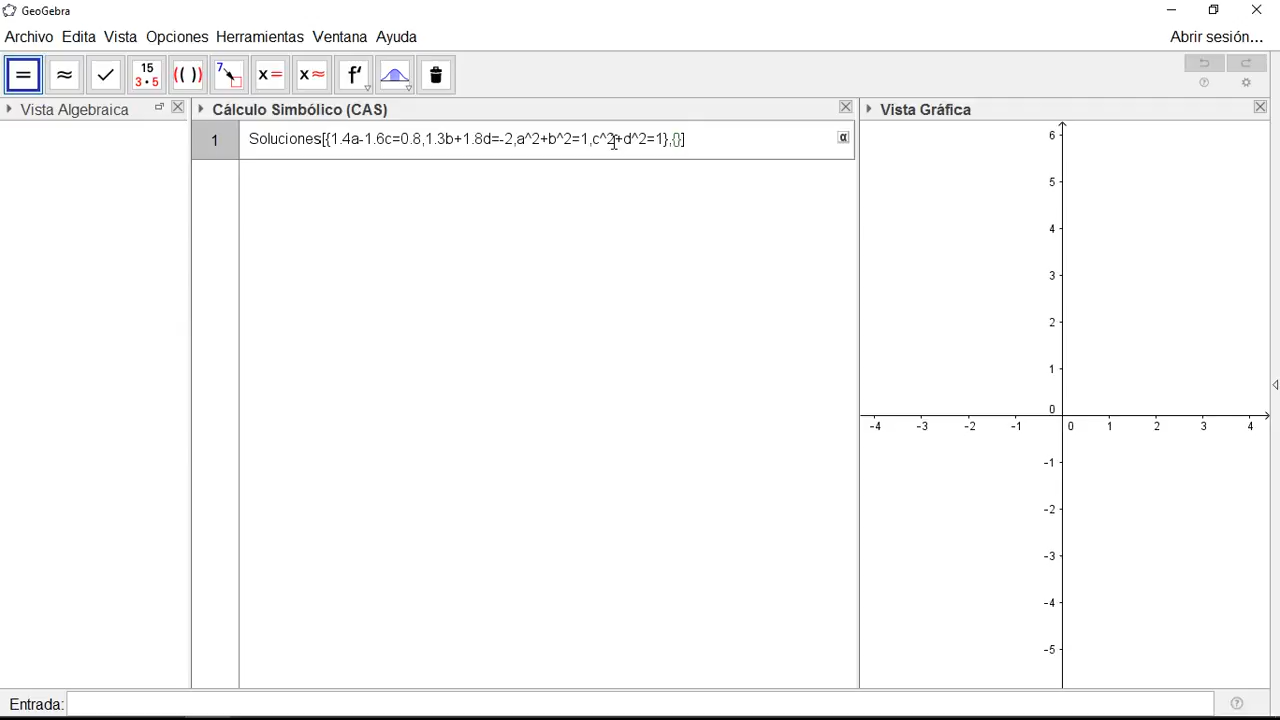 GeoGebra
Archivo Edita Vista Opciones Herramientas Ventana Ayuda Abrir sesión...
= ≈ ✓ 15 3•5 (( )) 7 x = x ≈ f'
Vista Algebraica
Cálculo Simbólico (CAS)
Vista Gráfica
1 Soluciones[{1.4a-1.6c=0.8,1.3b+1.8d=-2,a^2+b^2=1,c^2+d^2=1},{}] α
6
5
4
3
2
1
0
-4 -3 -2 -1 0 1 2 3 4
-1
-2
-3
-4
-5
Entrada: